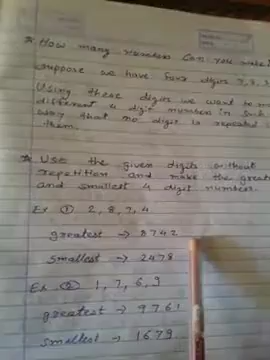 * How many numbers can you make?
Suppose we have four digits 7, 8, 3,
Using these digits we want to
different 4 digit numbers in such
way that no digit is repeated
them.
* Use the given digits without
repetition and make the
and smallest 4 digit number.
Ex ① 2, 8, 7, 4
greatest → 8742
smallest → 2478
Ex ② 1, 7, 6, 9
greatest → 9761
smallest → 1679